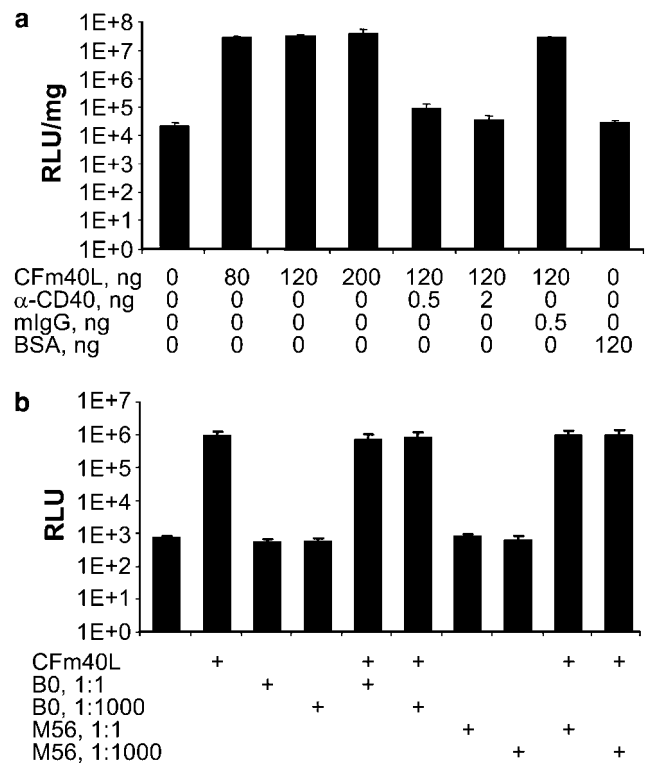 a
1E+8
1E+7
1E+6
1E+5
1E+4
1E+3
1E+2
1E+1
1E+0
RLU/mg
CFm40L, ng 0 80 120 200 120 120 120 0
α-CD40, ng 0 0 0 0 0.5 2 0 0
mIgG, ng 0 0 0 0 0 0 0.5 0
BSA, ng 0 0 0 0 0 0 0 120
b
1E+7
1E+6
1E+5
1E+4
1E+3
1E+2
1E+1
1E+0
RLU
CFm40L + + + + +
B0, 1:1 + +
B0, 1:1000 + +
M56, 1:1 + +
M56, 1:1000 + +